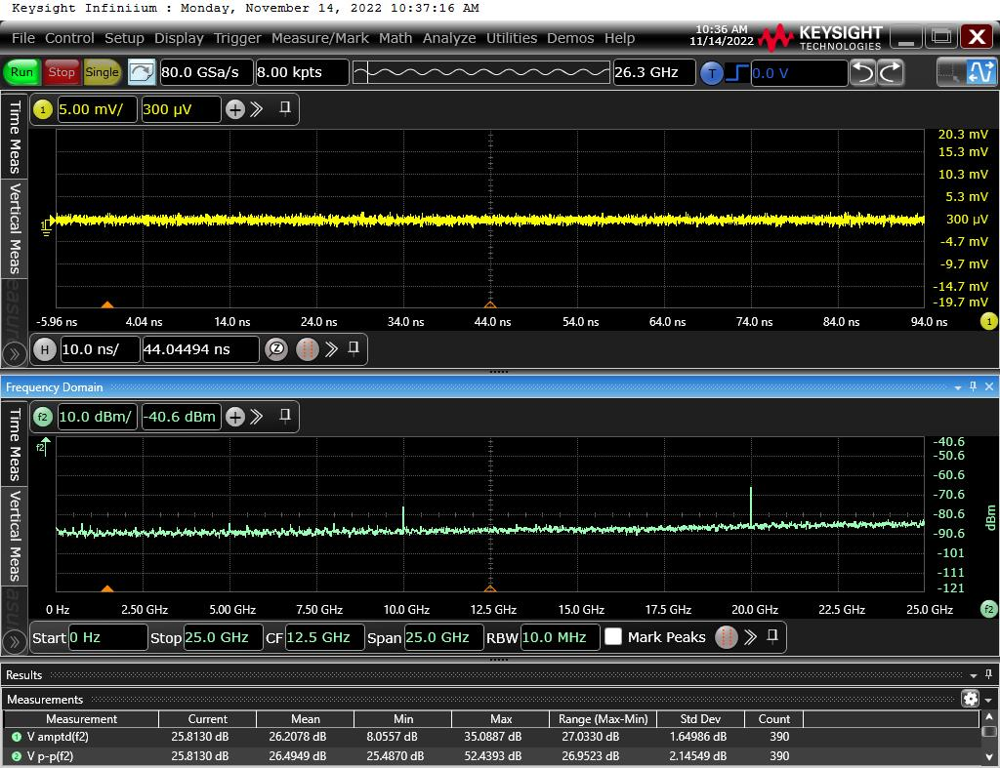 Keysight Infiniium : Monday, November 14, 2022 10:37:16 AM
File Control Setup Display Trigger Measure/Mark Math Analyze Utilities Demos Help
10:36 AM
11/14/2022
KEYSIGHT
TECHNOLOGIES
Run Stop Single 80.0 GSa/s 8.00 kpts 26.3 GHz T 0.0 V
Time Meas
Vertical Meas
1 5.00 mV/ 300 µV
20.3 mV
15.3 mV
10.3 mV
5.3 mV
300 µV
-4.7 mV
-9.7 mV
-14.7 mV
-19.7 mV
-5.96 ns 4.04 ns 14.0 ns 24.0 ns 34.0 ns 44.0 ns 54.0 ns 64.0 ns 74.0 ns 84.0 ns 94.0 ns 1
H 10.0 ns/ 44.04494 ns
Frequency Domain
Time Meas
Vertical Meas
f2 10.0 dBm/ -40.6 dBm
f2
-40.6
-50.6
-60.6
-70.6
-80.6
-90.6
-101
-111
-121
dBm
0 Hz 2.50 GHz 5.00 GHz 7.50 GHz 10.0 GHz 12.5 GHz 15.0 GHz 17.5 GHz 20.0 GHz 22.5 GHz 25.0 GHz f2
Start 0 Hz Stop 25.0 GHz CF 12.5 GHz Span 25.0 GHz RBW 10.0 MHz Mark Peaks
Results
Measurements
Measurement Current Mean Min Max Range (Max-Min) Std Dev Count
1 V amptd(f2) 25.8130 dB 26.2078 dB 8.0557 dB 35.0887 dB 27.0330 dB 1.64986 dB 390
2 V p-p(f2) 25.8130 dB 26.4949 dB 25.4870 dB 52.4393 dB 26.9523 dB 2.14549 dB 390